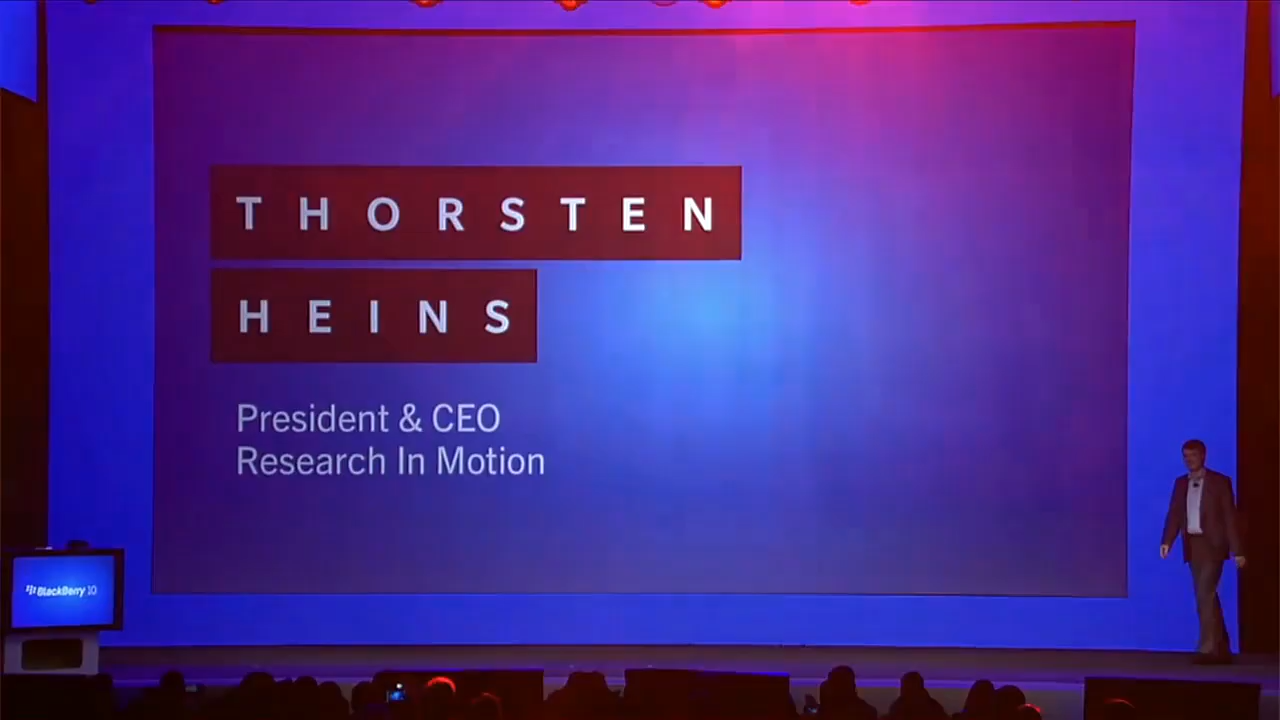 THORSTEN
HEINS
President & CEO
Research In Motion
BlackBerry 10